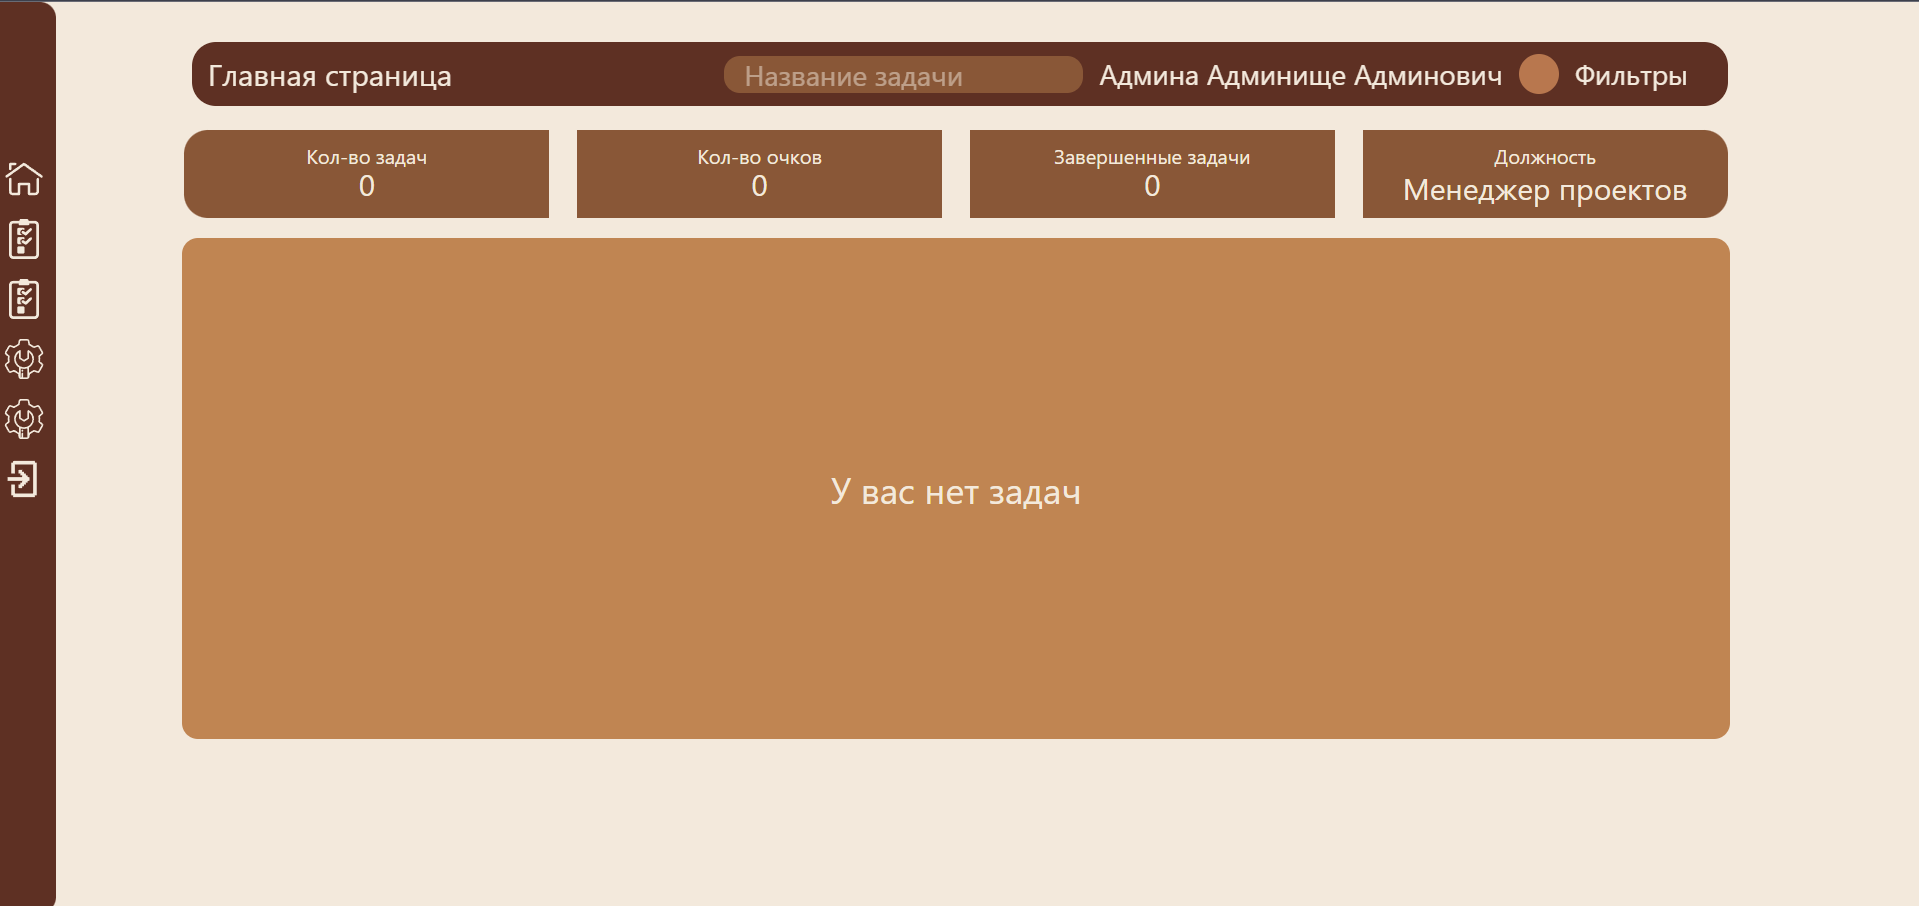 Главная страница
Название задачи
Админа Админище Админович
Фильтры
Кол-во задач
0
Кол-во очков
0
Завершенные задачи
0
Должность
Менеджер проектов
У вас нет задач